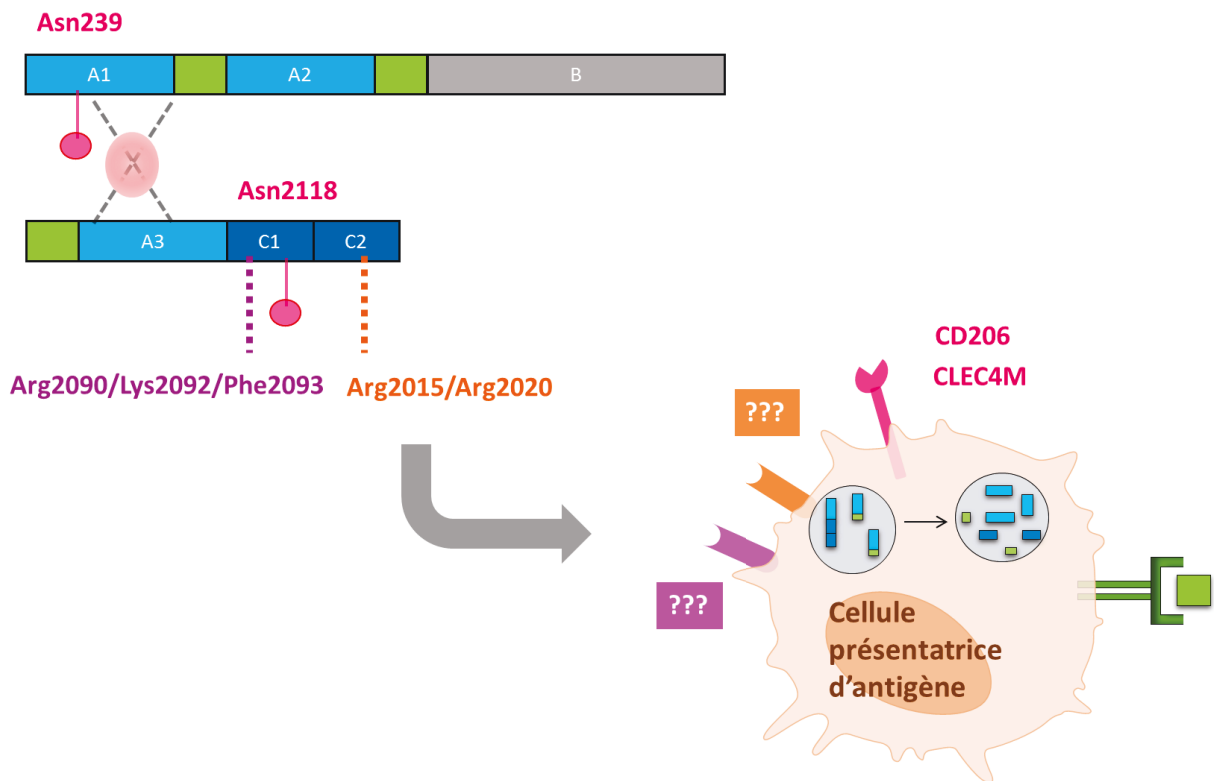 Asn239
A1
A2
B
X
Asn2118
A3
C1
C2
Arg2090/Lys2092/Phe2093
Arg2015/Arg2020
CD206
CLEC4M
???
???
Cellule
présentatrice
d'antigène